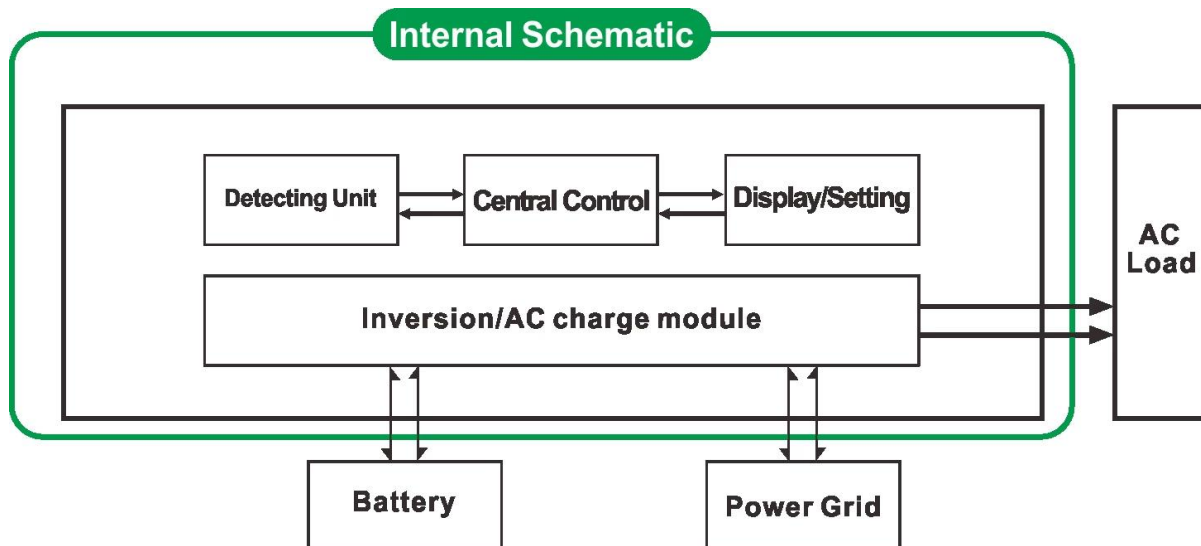 Internal Schematic
Detecting Unit
Central Control
Display/Setting
AC
Load
Inversion/AC charge module
Battery
Power Grid